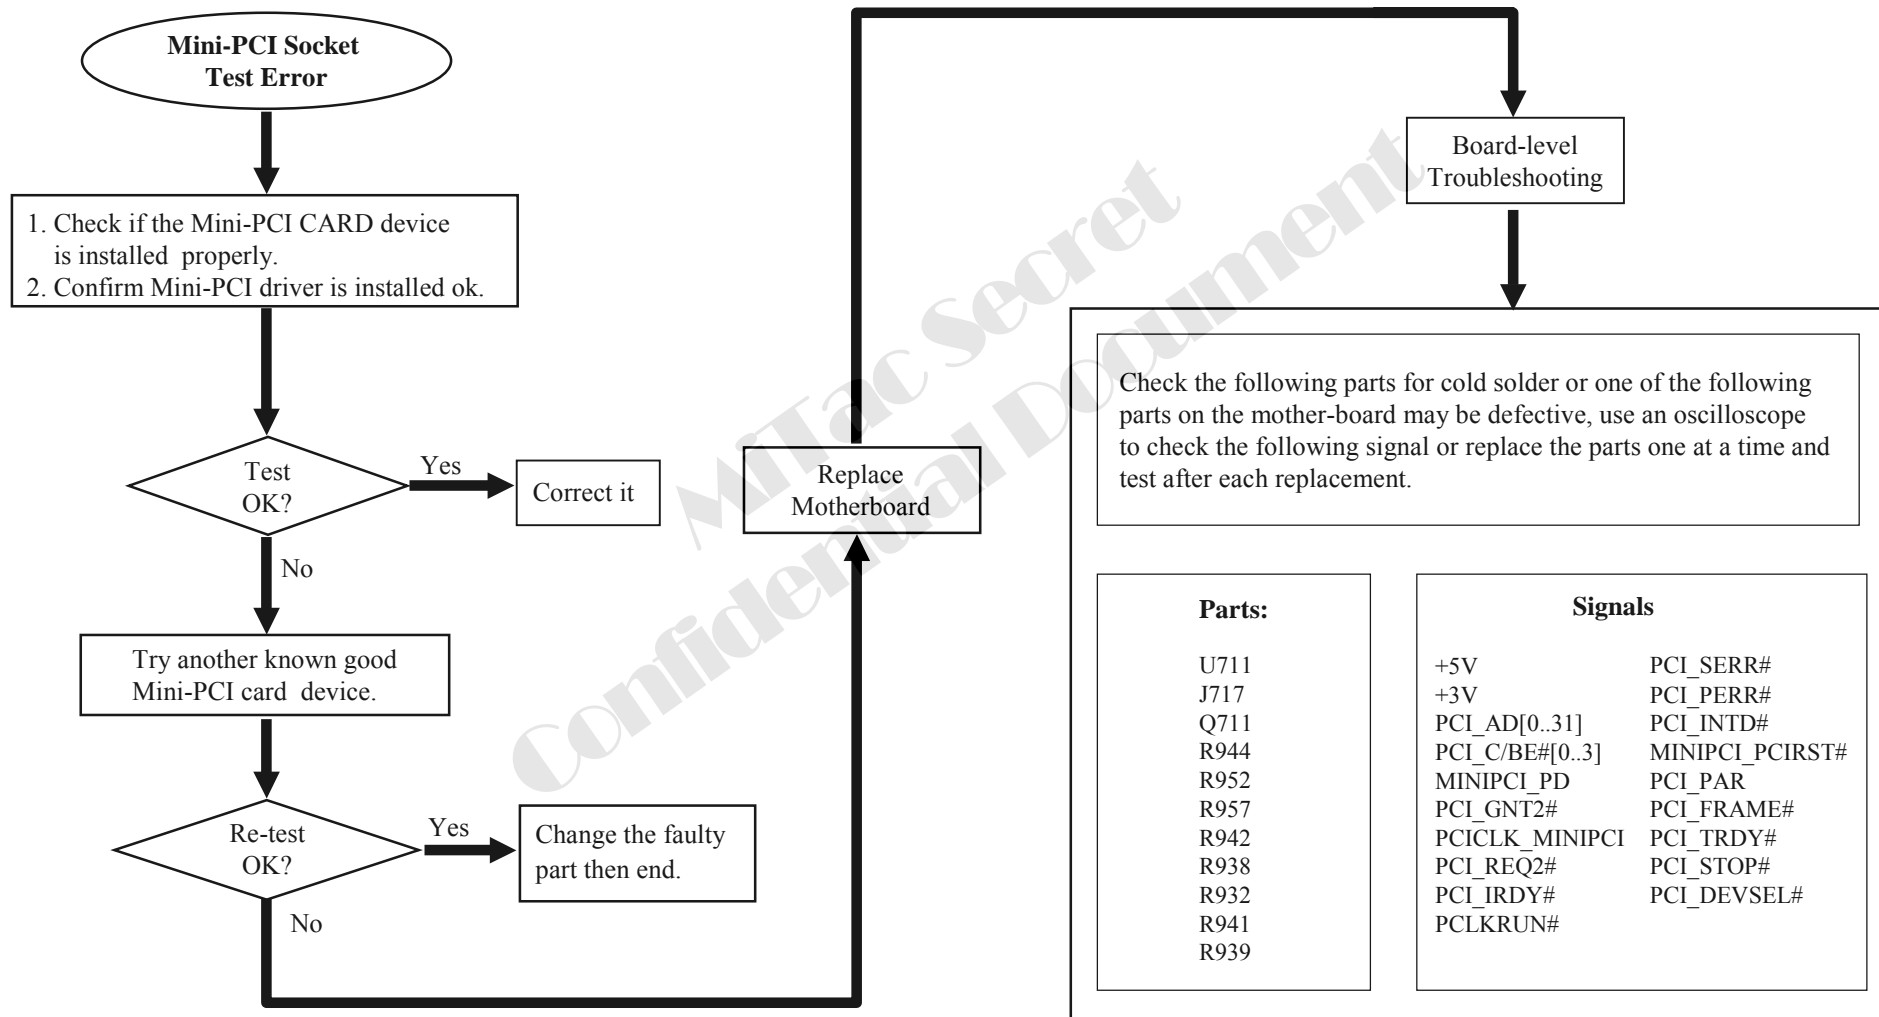 Mini-PCI Socket
Test Error
1. Check if the Mini-PCI CARD device
is installed properly.
2. Confirm Mini-PCI driver is installed ok.
Test
OK?
Yes
Correct it
No
Try another known good
Mini-PCI card device.
Re-test
OK?
Yes
Change the faulty
part then end.
No
Replace
Motherboard
Board-level
Troubleshooting
Check the following parts for cold solder or one of the following
parts on the mother-board may be defective, use an oscilloscope
to check the following signal or replace the parts one at a time and
test after each replacement.
Parts:
U711
J717
Q711
R944
R952
R957
R942
R938
R932
R941
R939
Signals
+5V
+3V
PCI_AD[0..31]
PCI_C/BE#[0..3]
MINIPCI_PD
PCI_GNT2#
PCICLK_MINIPCI
PCI_REQ2#
PCI_IRDY#
PCLKRUN#
PCI_SERR#
PCI_PERR#
PCI_INTD#
MINIPCI_PCIRST#
PCI_PAR
PCI_FRAME#
PCI_TRDY#
PCI_STOP#
PCI_DEVSEL#
MiTac Secret
Confidential Document